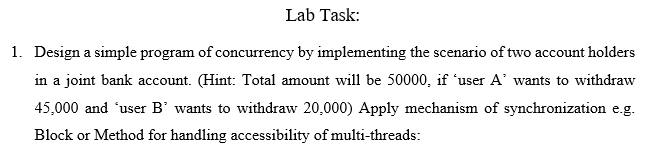 Lab Task:
1. Design a simple program of concurrency by implementing the scenario of two account holders
in a joint bank account. (Hint: Total amount will be 50000, if ‘user A’ wants to withdraw
45,000 and ‘user B’ wants to withdraw 20,000) Apply mechanism of synchronization e.g.
Block or Method for handling accessibility of multi-threads: